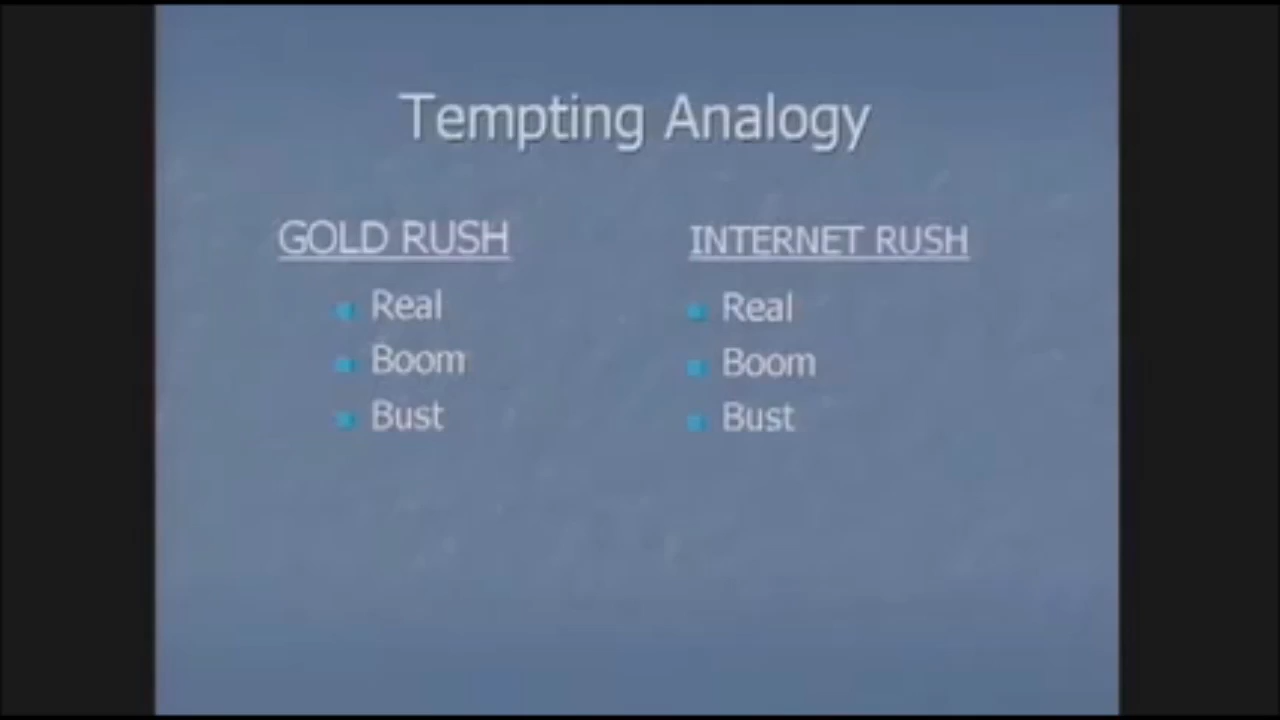 Tempting Analogy
GOLD RUSH
Real
Boom
Bust
INTERNET RUSH
Real
Boom
Bust